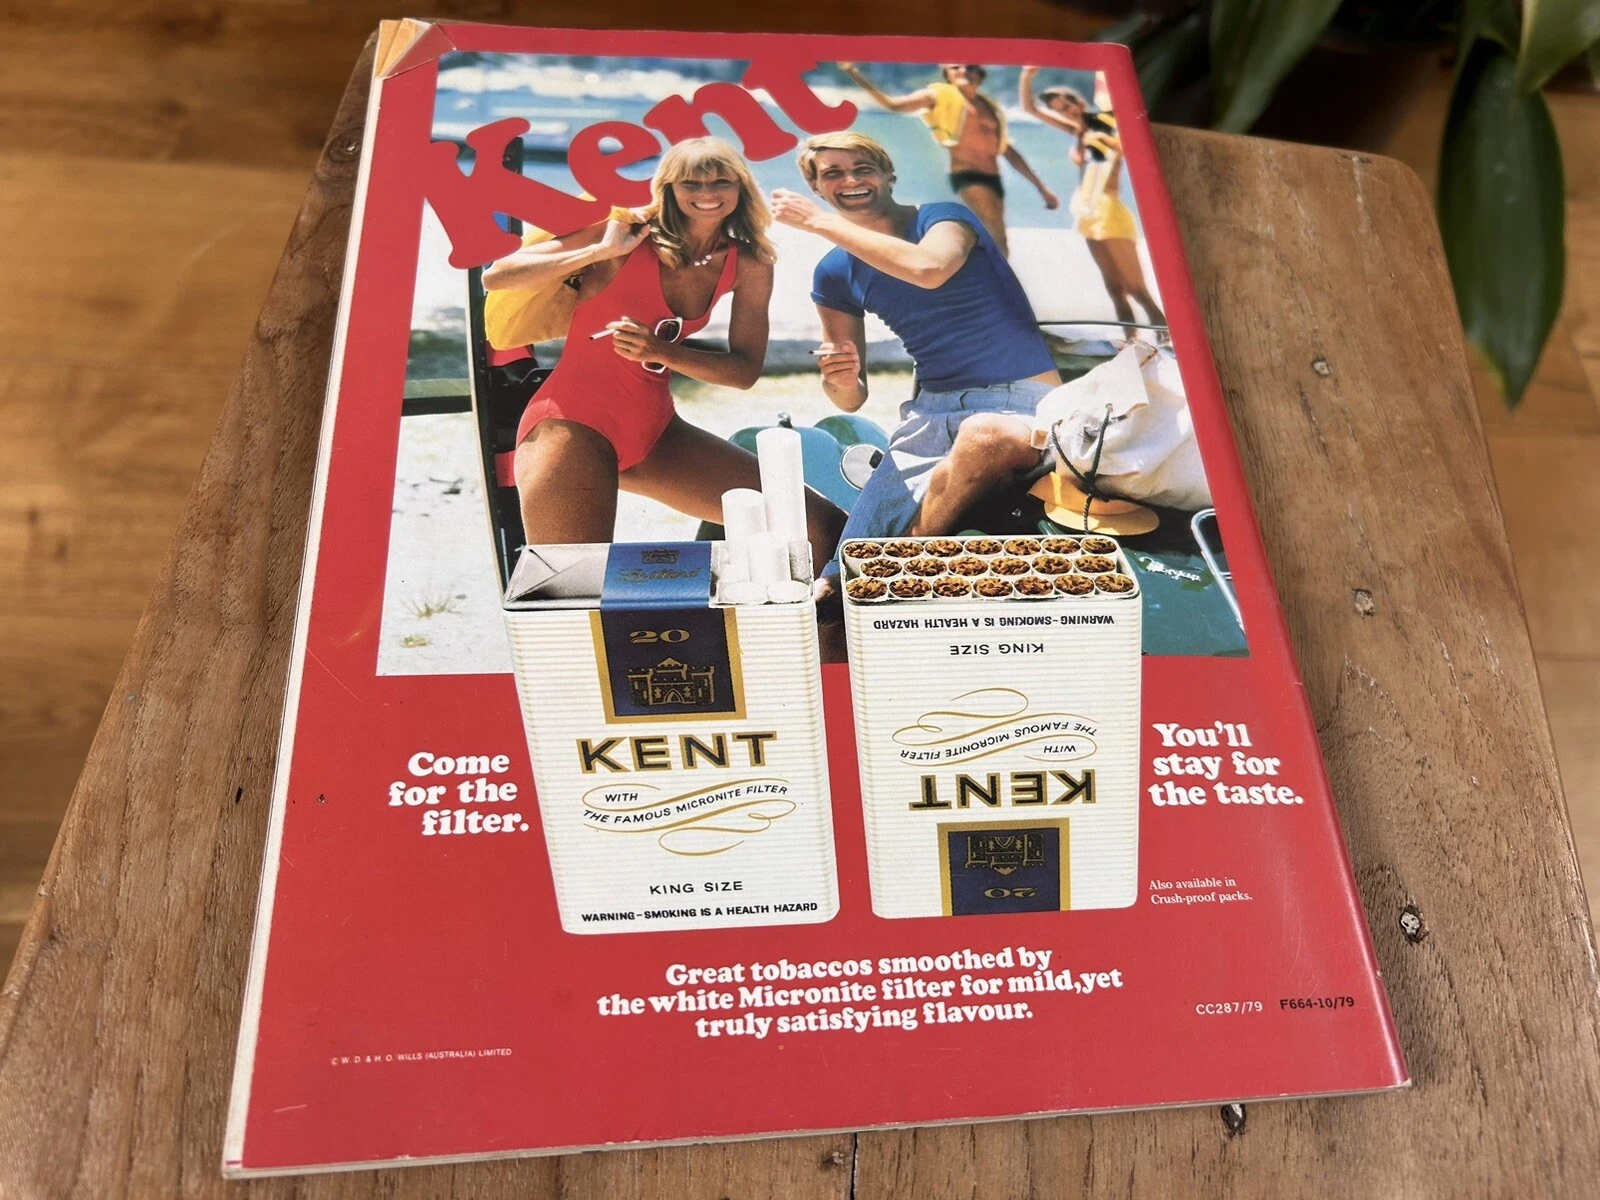 Kent
Morgan
20
KENT
WITH
THE FAMOUS MICRONITE FILTER
KING SIZE
WARNING-SMOKING IS A HEALTH HAZARD
WARNING-SMOKING IS A HEALTH HAZARD
KING SIZE
THE FAMOUS MICRONITE FILTER
WITH
KENT
20
Come
for the
filter.
You'll
stay for
the taste.
Also available in
Crush-proof packs.
Great tobaccos smoothed by
the white Micronite filter for mild,yet
truly satisfying flavour.
CC287/79 F664-10/79
© W. D. & H. O. WILLS (AUSTRALIA) LIMITED